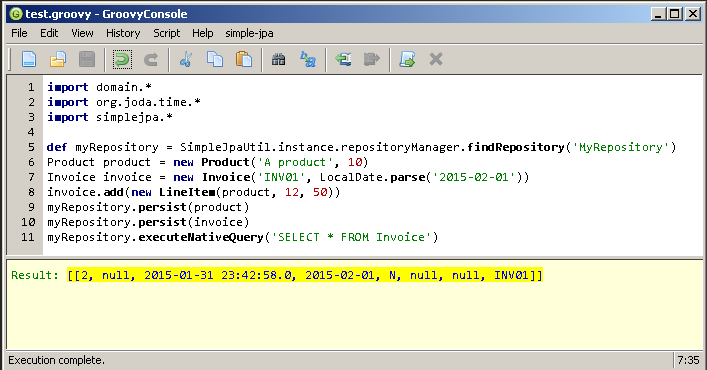 test.groovy - GroovyConsole
File Edit View History Script Help simple-jpa
1 import domain.*
2 import org.joda.time.*
3 import simplejpa.*
4
5 def myRepository = SimpleJpaUtil.instance.repositoryManager.findRepository('MyRepository')
6 Product product = new Product('A product', 10)
7 Invoice invoice = new Invoice('INV01', LocalDate.parse('2015-02-01'))
8 invoice.add(new LineItem(product, 12, 50))
9 myRepository.persist(product)
10 myRepository.persist(invoice)
11 myRepository.executeNativeQuery('SELECT * FROM Invoice')
Result: [[2, null, 2015-01-31 23:42:58.0, 2015-02-01, N, null, null, INV01]]
Execution complete. 7:35